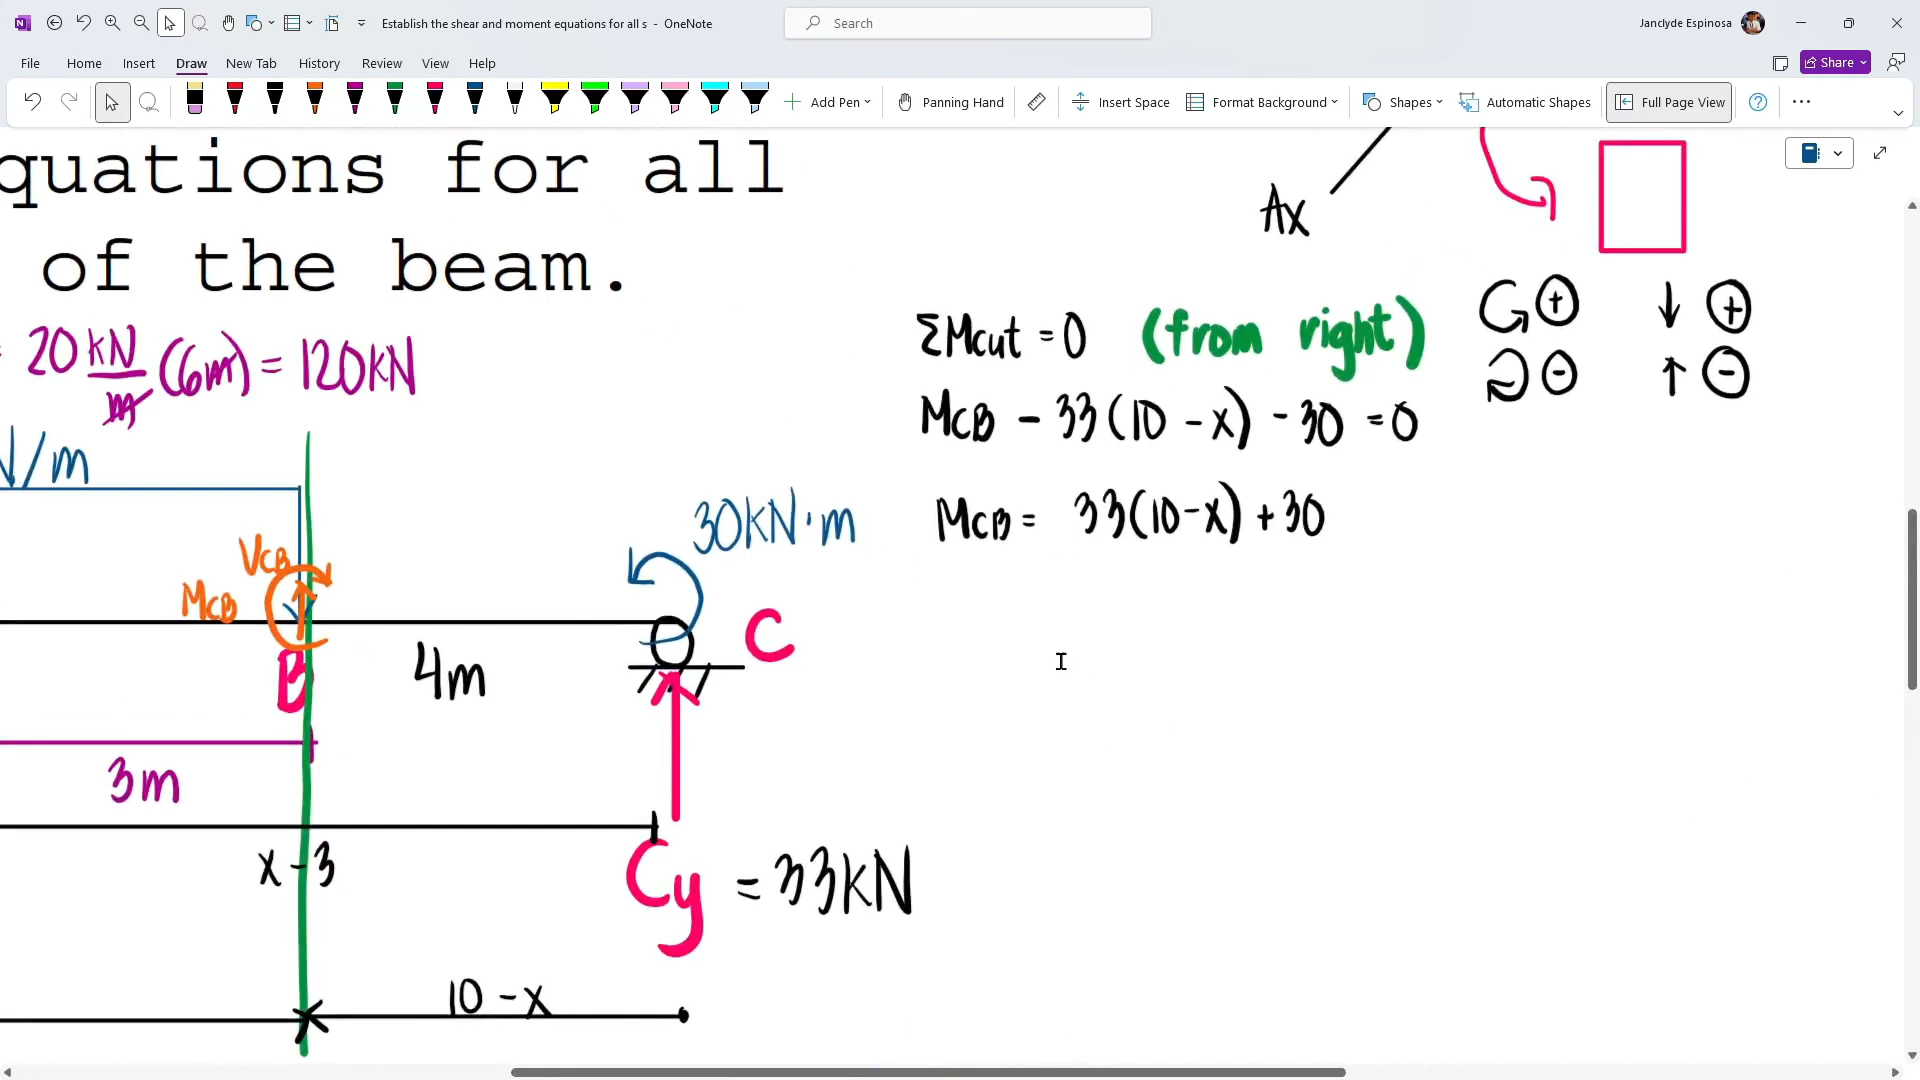 Establish the shear and moment equations for all s - OneNote
Search
Janclyde Espinosa
File Home Insert Draw New Tab History Review View Help
Share
Add Pen
Panning Hand
Insert Space
Format Background
Shapes
Automatic Shapes
Full Page View
quations for all
of the beam.
Ax
= 20 kN/m (6m) = 120kN
ΣMcut = 0 (from right)
MCB - 33(10 - x) - 30 = 0
MCB = 33(10-x) + 30
+ ↓ +
- ↑ -
N/m
30kN·m
VCB
MCB
B
C
4m
3m
x - 3
Cy = 33kN
10 - x